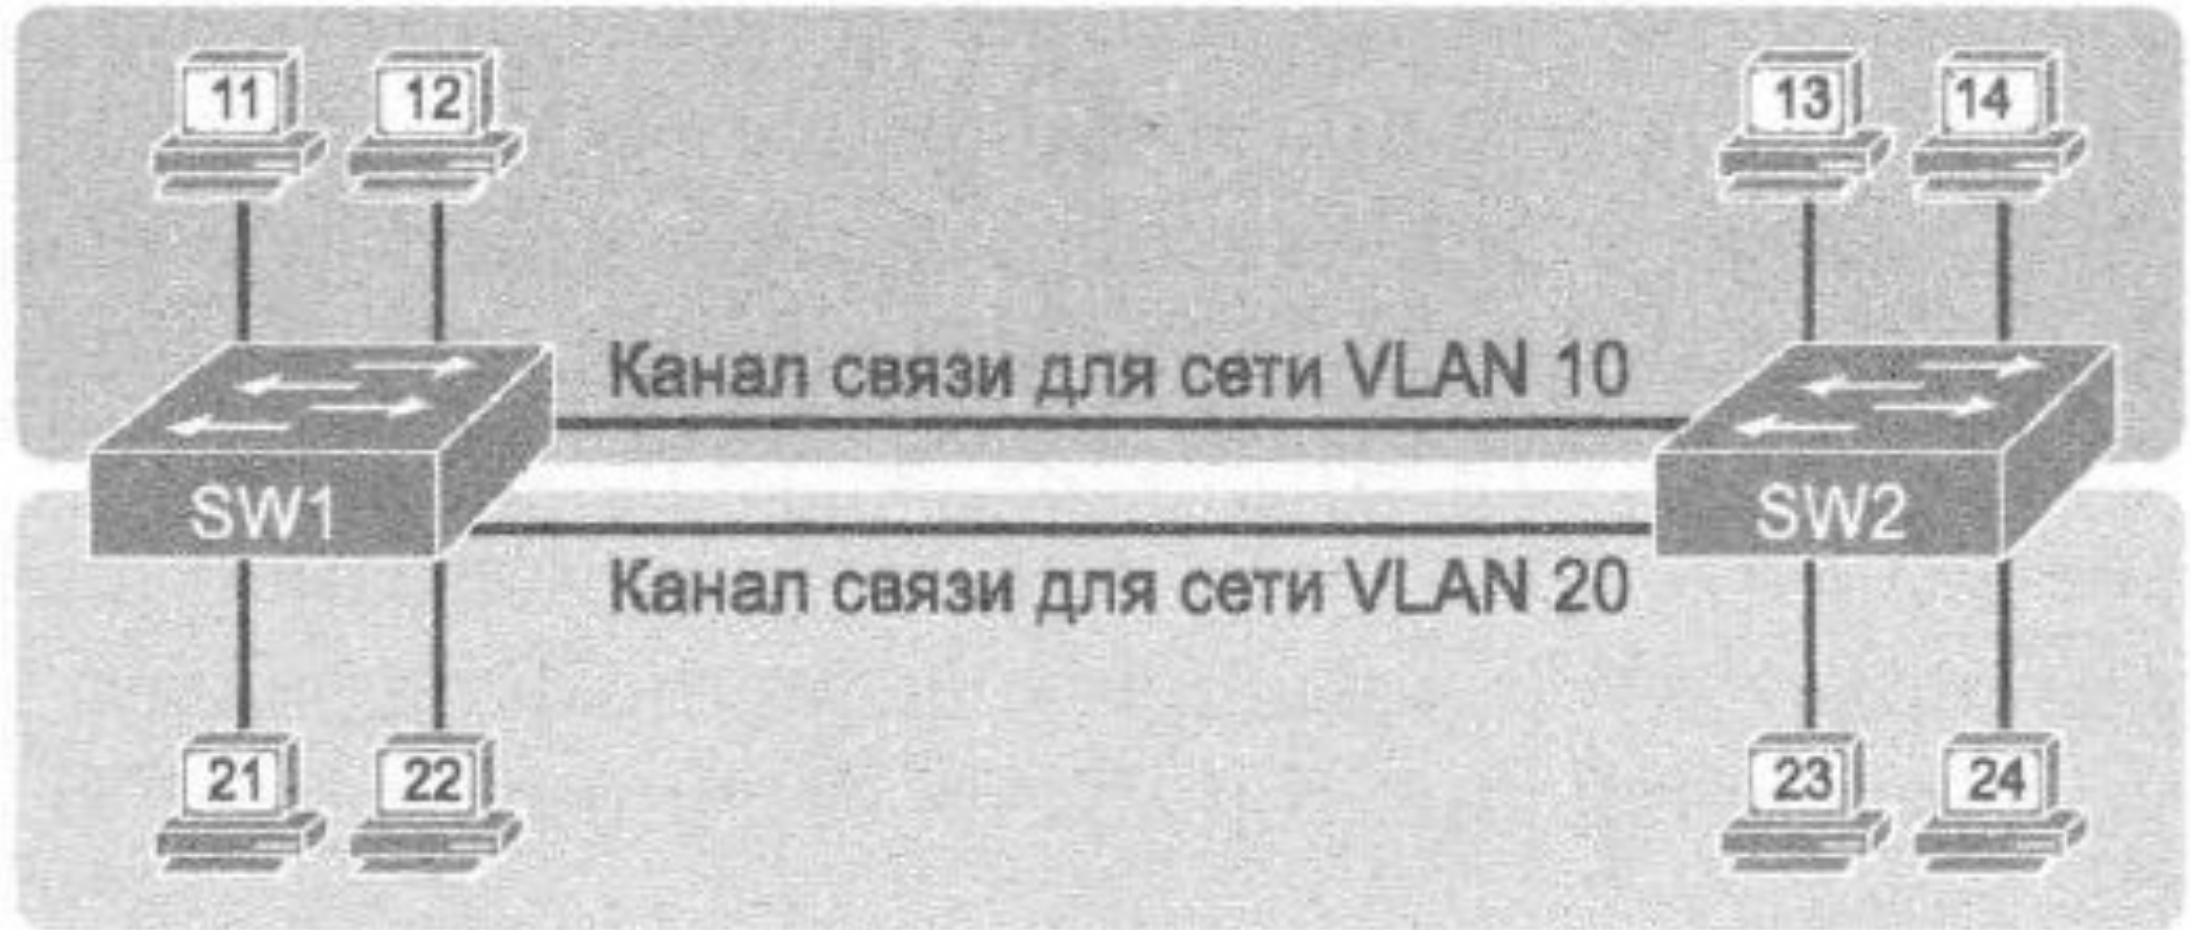 11 12 13 14
Канал связи для сети VLAN 10
SW1 SW2
Канал связи для сети VLAN 20
21 22 23 24